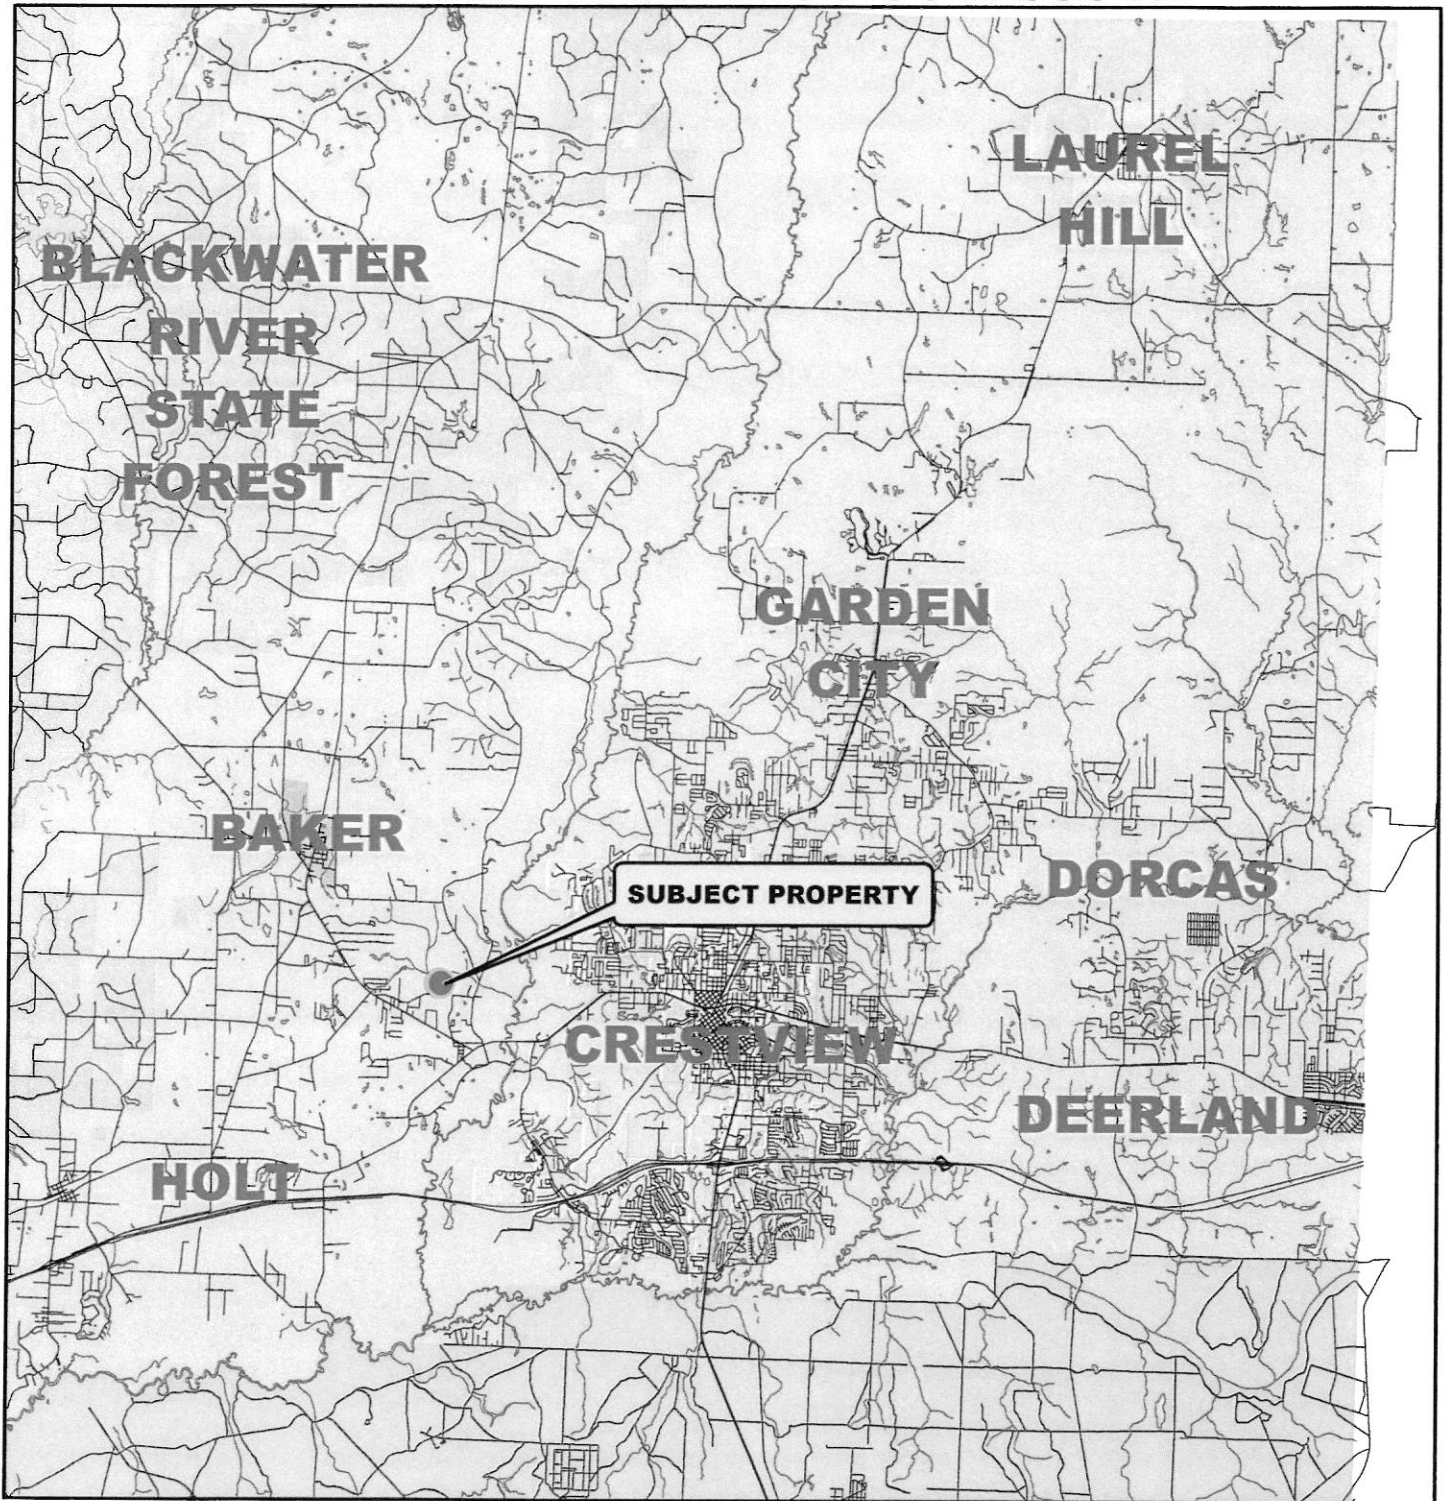 LAUREL
HILL
BLACKWATER
RIVER
STATE
FOREST
GARDEN
CITY
BAKER
DORCAS
SUBJECT PROPERTY
CRESTVIEW
DEERLAND
HOLT